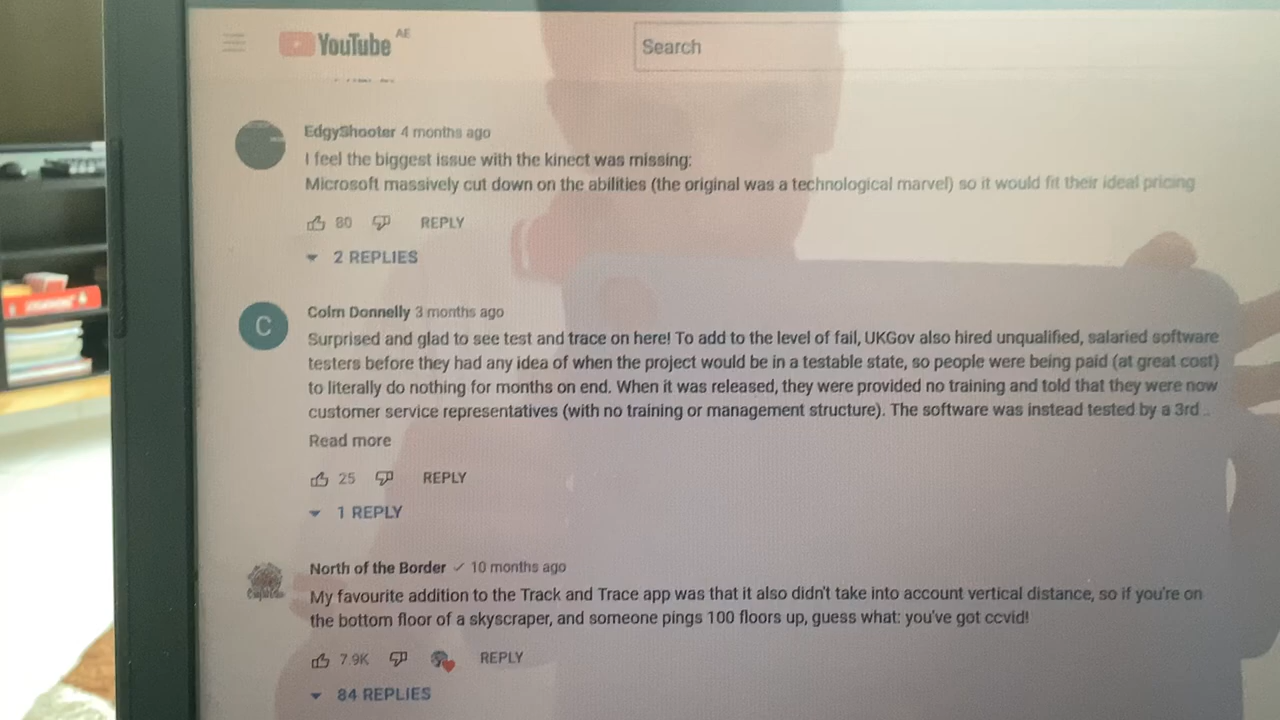 YouTube AE
Search
EdgyShooter 4 months ago
I feel the biggest issue with the kinect was missing:
Microsoft massively cut down on the abilities (the original was a technological marvel) so it would fit their ideal pricing
80 REPLY
2 REPLIES
C
Colm Donnelly 3 months ago
Surprised and glad to see test and trace on here! To add to the level of fail, UKGov also hired unqualified, salaried software
testers before they had any idea of when the project would be in a testable state, so people were being paid (at great cost)
to literally do nothing for months on end. When it was released, they were provided no training and told that they were now
customer service representatives (with no training or management structure). The software was instead tested by a 3rd ..
Read more
25 REPLY
1 REPLY
North of the Border ✓ 10 months ago
My favourite addition to the Track and Trace app was that it also didn't take into account vertical distance, so if you're on
the bottom floor of a skyscraper, and someone pings 100 floors up, guess what: you've got ccvid!
7.9K REPLY
84 REPLIES